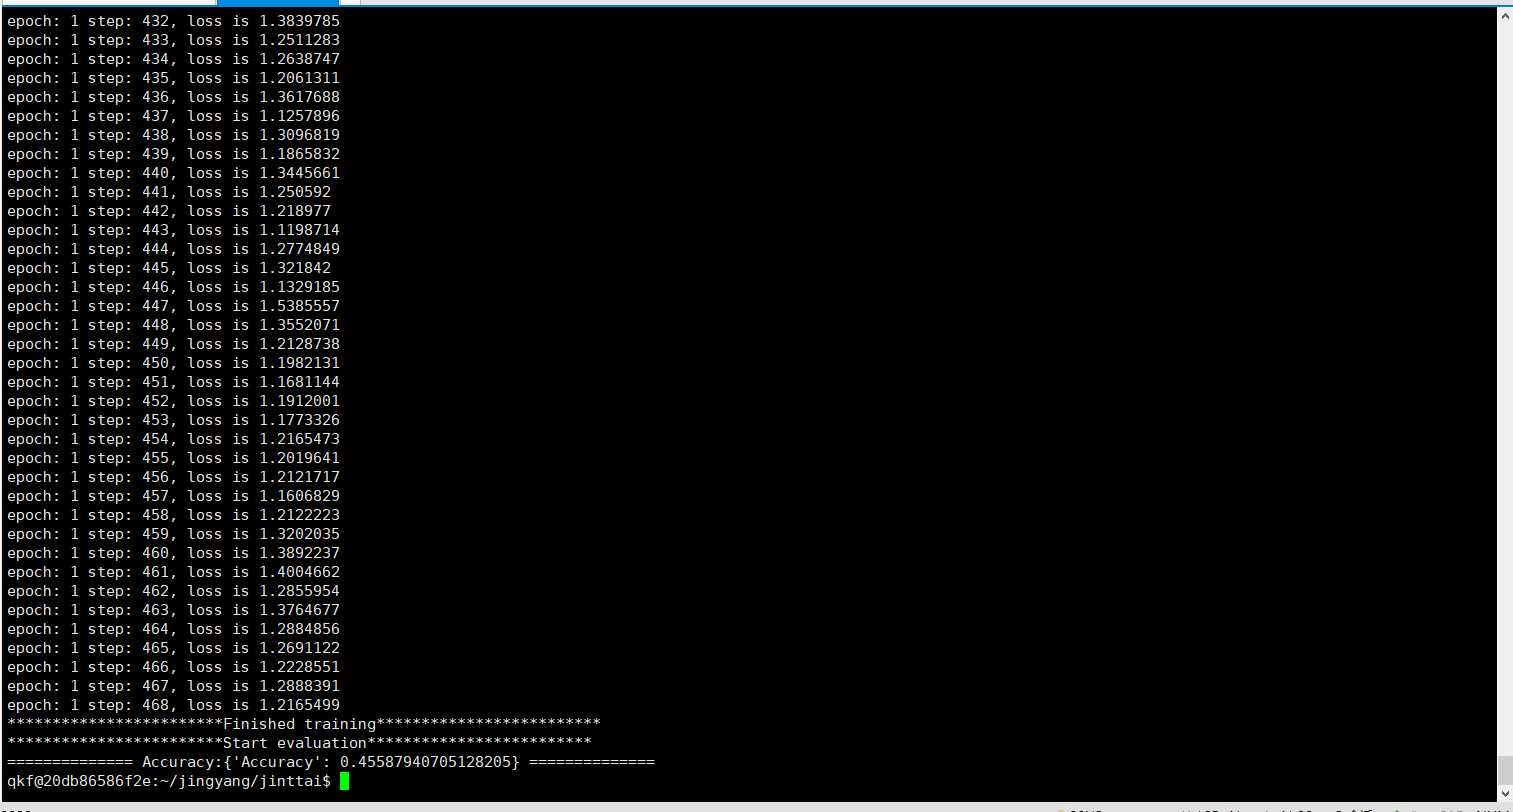 epoch: 1 step: 432, loss is 1.3839785
epoch: 1 step: 433, loss is 1.2511283
epoch: 1 step: 434, loss is 1.2638747
epoch: 1 step: 435, loss is 1.2061311
epoch: 1 step: 436, loss is 1.3617688
epoch: 1 step: 437, loss is 1.1257896
epoch: 1 step: 438, loss is 1.3096819
epoch: 1 step: 439, loss is 1.1865832
epoch: 1 step: 440, loss is 1.3445661
epoch: 1 step: 441, loss is 1.250592
epoch: 1 step: 442, loss is 1.218977
epoch: 1 step: 443, loss is 1.1198714
epoch: 1 step: 444, loss is 1.2774849
epoch: 1 step: 445, loss is 1.321842
epoch: 1 step: 446, loss is 1.1329185
epoch: 1 step: 447, loss is 1.5385557
epoch: 1 step: 448, loss is 1.3552071
epoch: 1 step: 449, loss is 1.2128738
epoch: 1 step: 450, loss is 1.1982131
epoch: 1 step: 451, loss is 1.1681144
epoch: 1 step: 452, loss is 1.1912001
epoch: 1 step: 453, loss is 1.1773326
epoch: 1 step: 454, loss is 1.2165473
epoch: 1 step: 455, loss is 1.2019641
epoch: 1 step: 456, loss is 1.2121717
epoch: 1 step: 457, loss is 1.1606829
epoch: 1 step: 458, loss is 1.2122223
epoch: 1 step: 459, loss is 1.3202035
epoch: 1 step: 460, loss is 1.3892237
epoch: 1 step: 461, loss is 1.4004662
epoch: 1 step: 462, loss is 1.2855954
epoch: 1 step: 463, loss is 1.3764677
epoch: 1 step: 464, loss is 1.2884856
epoch: 1 step: 465, loss is 1.2691122
epoch: 1 step: 466, loss is 1.2228551
epoch: 1 step: 467, loss is 1.2888391
epoch: 1 step: 468, loss is 1.2165499
************************Finished training*************************
************************Start evaluation*************************
============== Accuracy:{'Accuracy': 0.45587940705128205} ==============
qkf@20db86586f2e:~/jingyang/jinttai$